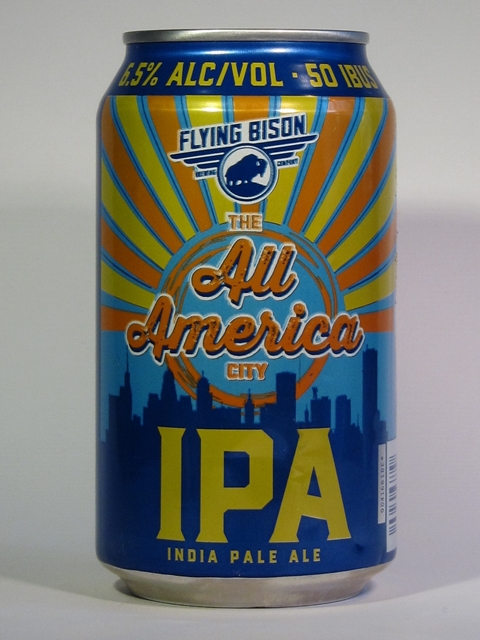 6.5% ALC/VOL · 50 IBUS
FLYING BISON
BREWING COMPANY
THE
All
America
CITY
IPA
INDIA PALE ALE